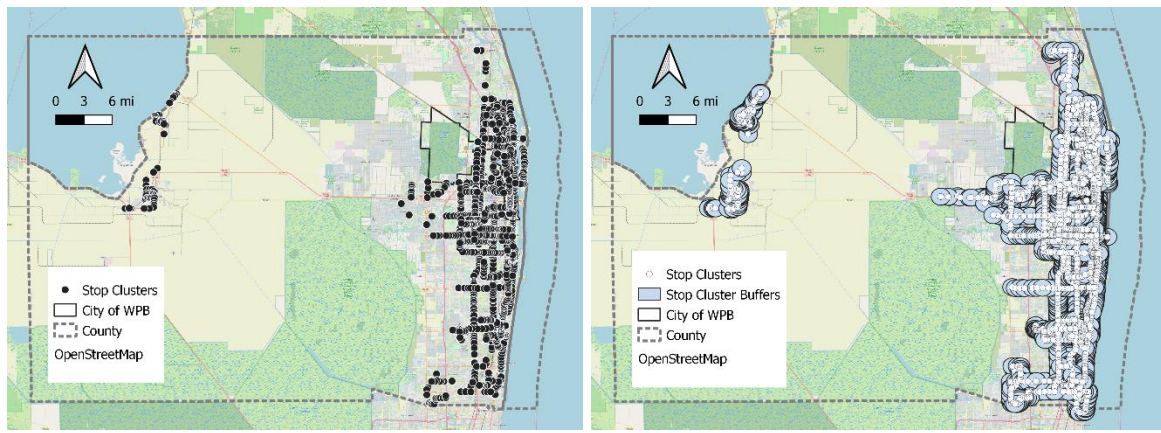 0 3 6 mi
Stop Clusters
City of WPB
County
OpenStreetMap
0 3 6 mi
Stop Clusters
Stop Cluster Buffers
City of WPB
County
OpenStreetMap